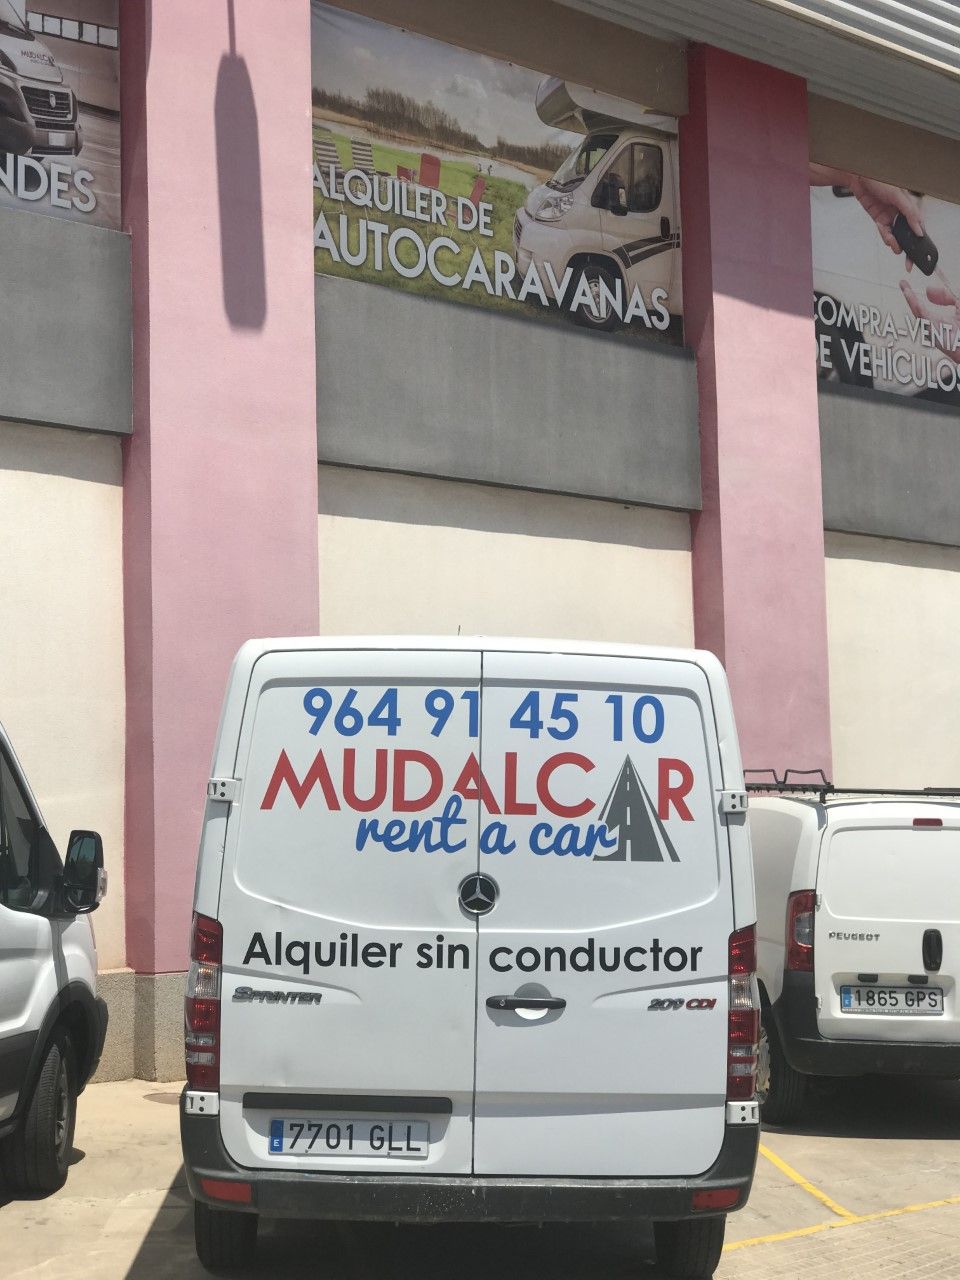 MUDALCAR
NDES
ALQUILER DE
AUTOCARAVANAS
COMPRA-VENTA
DE VEHÍCULOS
964 91 45 10
MUDALCAR
rent a car
Alquiler sin conductor
SPRINTER
209 CDI
E 7701 GLL
PEUGEOT
E 1865 GPS